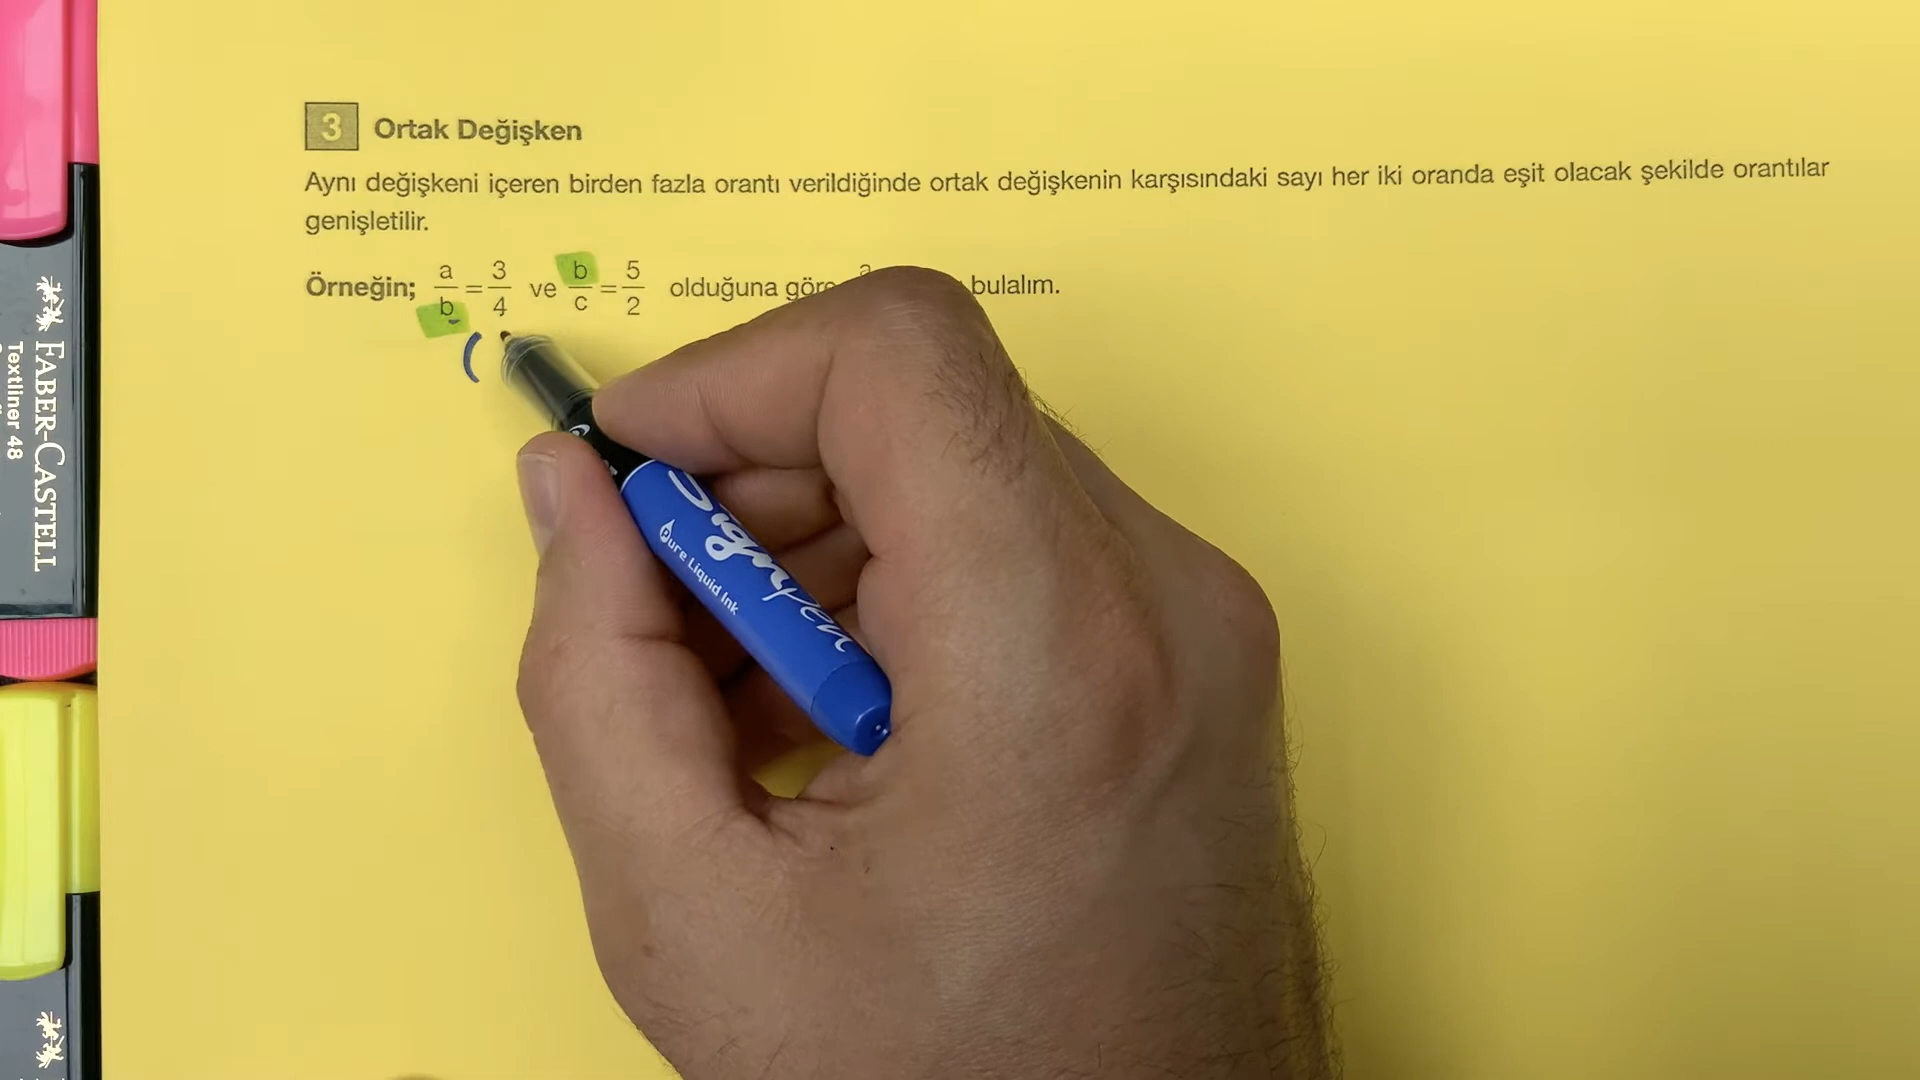 3 Ortak Değişken
Aynı değişkeni içeren birden fazla orantı verildiğinde ortak değişkenin karşısındaki sayı her iki oranda eşit olacak şekilde orantılar
genişletilir.
Örneğin; a/b = 3/4 ve b/c = 5/2 olduğuna göre a bulalım.
(
FABER-CASTELL
Textliner 48
Signpen
Pure Liquid Ink